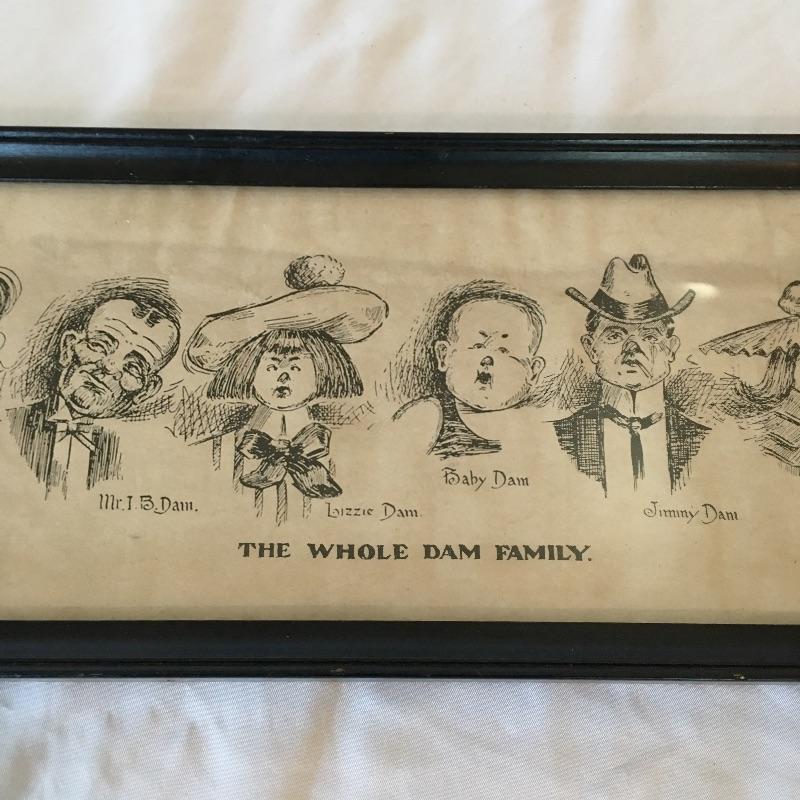 Mr. I. B. Dam.
Lizzie Dam.
Baby Dam
Jimmy Dam
THE WHOLE DAM FAMILY.